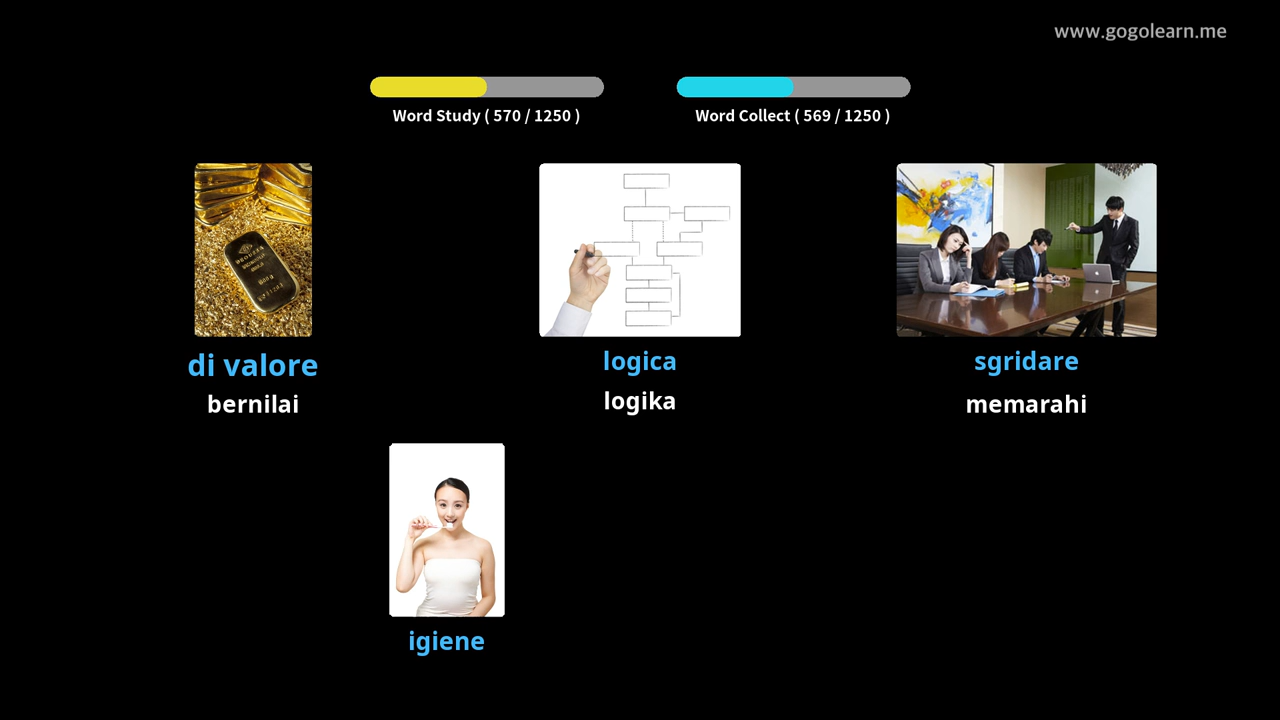 www.gogolearn.me
Word Study ( 570 / 1250 )
Word Collect ( 569 / 1250 )
di valore
bernilai
logica
logika
sgridare
memarahi
igiene